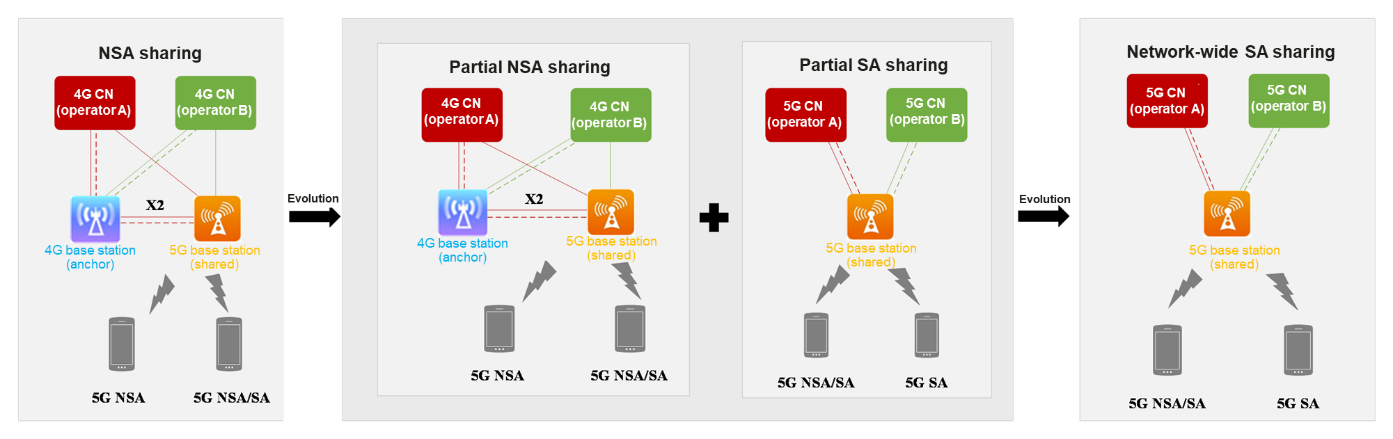 NSA sharing
4G CN
(operator A)
4G CN
(operator B)
X2
4G base station
(anchor)
5G base station
(shared)
5G NSA
5G NSA/SA
Evolution
Partial NSA sharing
4G CN
(operator A)
4G CN
(operator B)
X2
4G base station
(anchor)
5G base station
(shared)
5G NSA
5G NSA/SA
Partial SA sharing
5G CN
(operator A)
5G CN
(operator B)
5G base station
(shared)
5G NSA/SA
5G SA
Evolution
Network-wide SA sharing
5G CN
(operator A)
5G CN
(operator B)
5G base station
(shared)
5G NSA/SA
5G SA